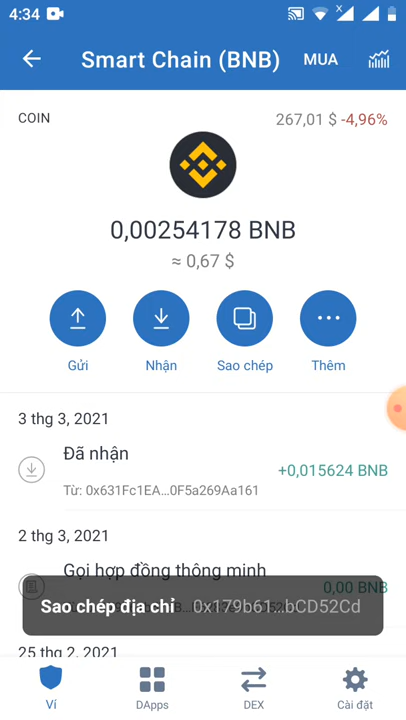 4:34
Smart Chain (BNB) MUA
COIN 267,01 $ -4,96%
0,00254178 BNB
≈ 0,67 $
Gửi Nhận Sao chép Thêm
3 thg 3, 2021
Đã nhận
+0,015624 BNB
Từ: 0x631Fc1EA...0F5a269Aa161
2 thg 3, 2021
Gọi hợp đồng thông minh
0,00 BNB
Sao chép địa chỉ 0x179b61...bCD52Cd
25 thg 2, 2021
Ví DApps DEX Cài đặt